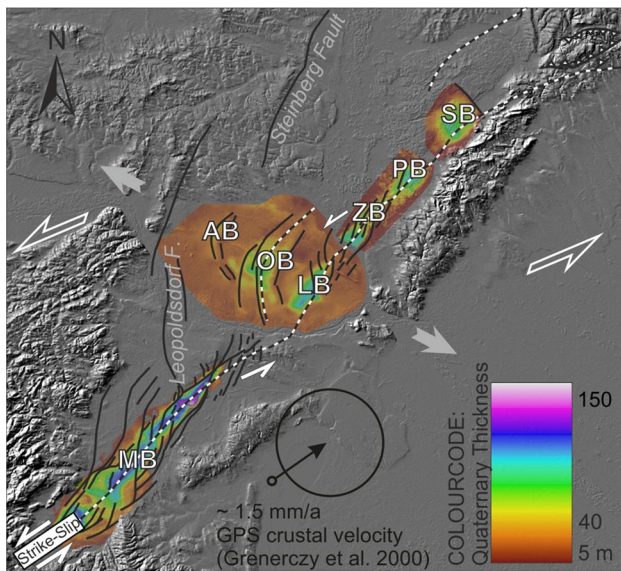 N
Steinberg Fault
SB
PB
ZB
AB
OB
LB
Leopoldsdorf F.
MB
Strike-Slip
~ 1.5 mm/a
GPS crustal velocity
(Grenerczy et al. 2000)
COLOURCODE:
Quaternary Thickness
150
40
5 m